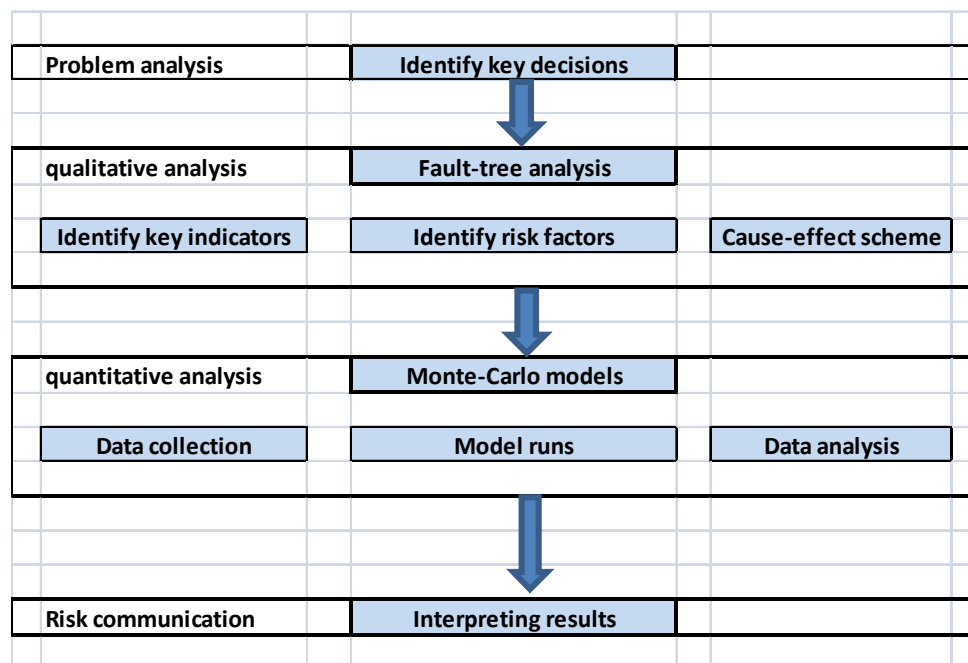 Problem analysis
Identify key decisions
qualitative analysis
Fault-tree analysis
Identify key indicators
Identify risk factors
Cause-effect scheme
quantitative analysis
Monte-Carlo models
Data collection
Model runs
Data analysis
Risk communication
Interpreting results